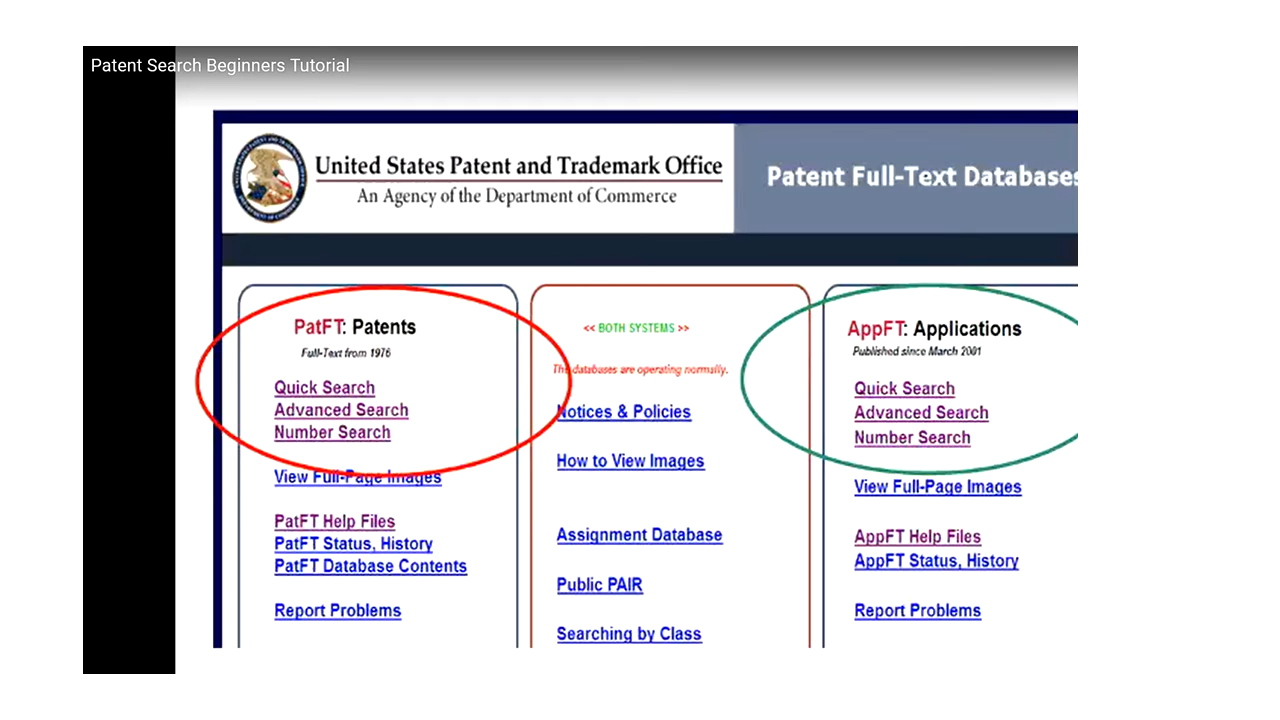 Patent Search Beginners Tutorial
United States Patent and Trademark Office
An Agency of the Department of Commerce
Patent Full-Text Databases
PatFT: Patents
Full-Text from 1976
Quick Search
Advanced Search
Number Search
View Full-Page Images
PatFT Help Files
PatFT Status, History
PatFT Database Contents
Report Problems
<< BOTH SYSTEMS >>
The databases are operating normally.
Notices & Policies
How to View Images
Assignment Database
Public PAIR
Searching by Class
AppFT: Applications
Published since March 2001
Quick Search
Advanced Search
Number Search
View Full-Page Images
AppFT Help Files
AppFT Status, History
Report Problems